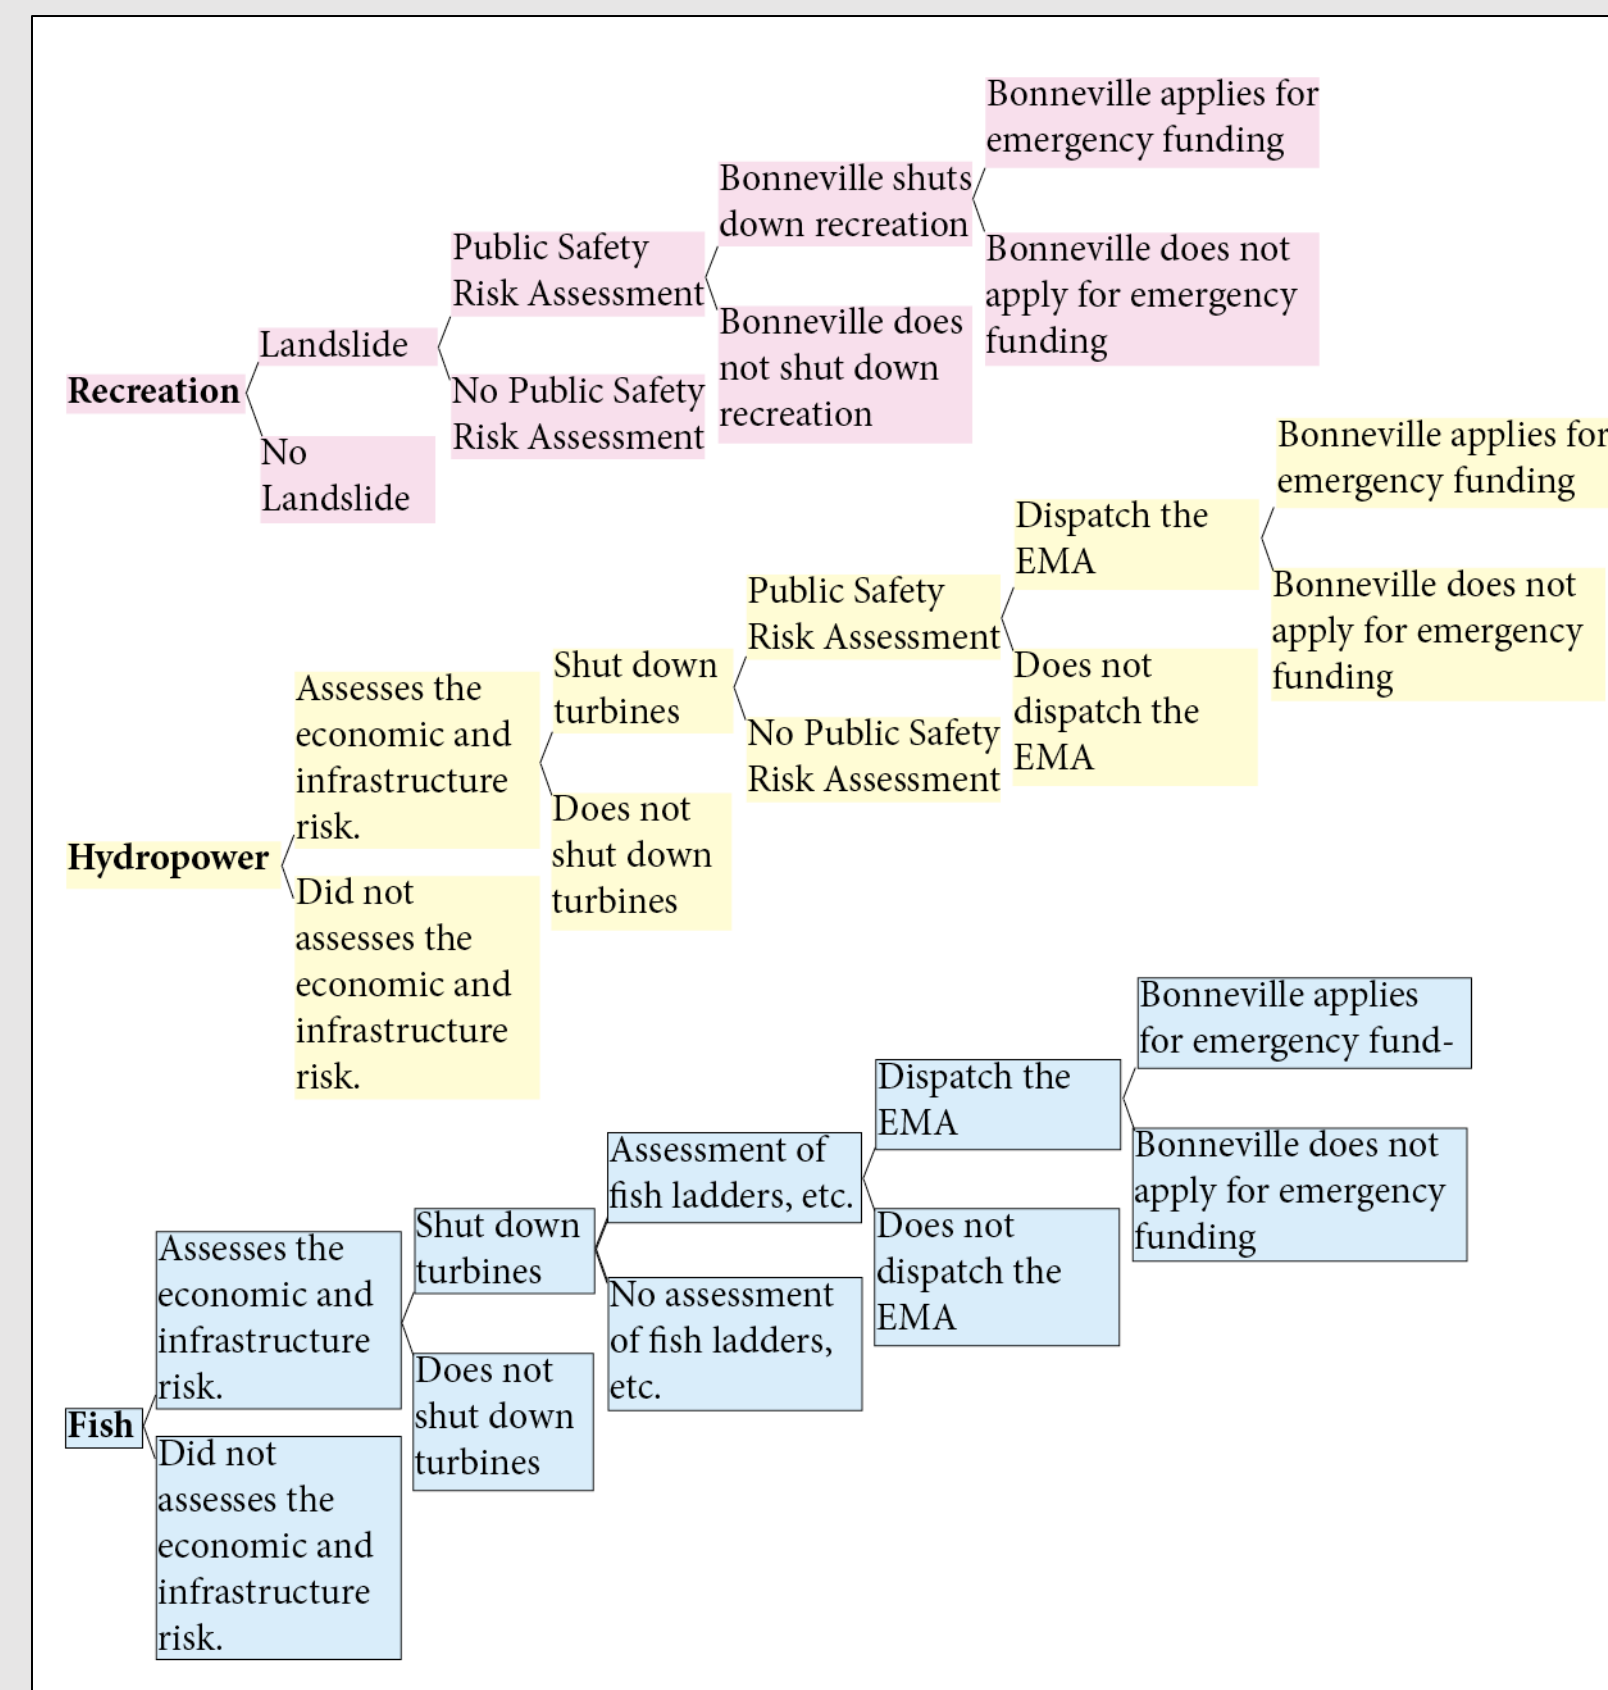 Recreation
Landslide
No
Landslide
Public Safety
Risk Assessment
No Public Safety
Risk Assessment
Bonneville shuts
down recreation
Bonneville does
not shut down
recreation
Bonneville applies for
emergency funding
Bonneville does not
apply for emergency
funding
Hydropower
Assesses the
economic and
infrastructure
risk.
Did not
assesses the
economic and
infrastructure
risk.
Shut down
turbines
Does not
shut down
turbines
Public Safety
Risk Assessment
No Public Safety
Risk Assessment
Dispatch the
EMA
Does not
dispatch the
EMA
Bonneville applies for
emergency funding
Bonneville does not
apply for emergency
funding
Fish
Assesses the
economic and
infrastructure
risk.
Did not
assesses the
economic and
infrastructure
risk.
Shut down
turbines
Does not
shut down
turbines
Assessment of
fish ladders, etc.
No assessment
of fish ladders,
etc.
Dispatch the
EMA
Does not
dispatch the
EMA
Bonneville applies
for emergency fund-
Bonneville does not
apply for emergency
funding